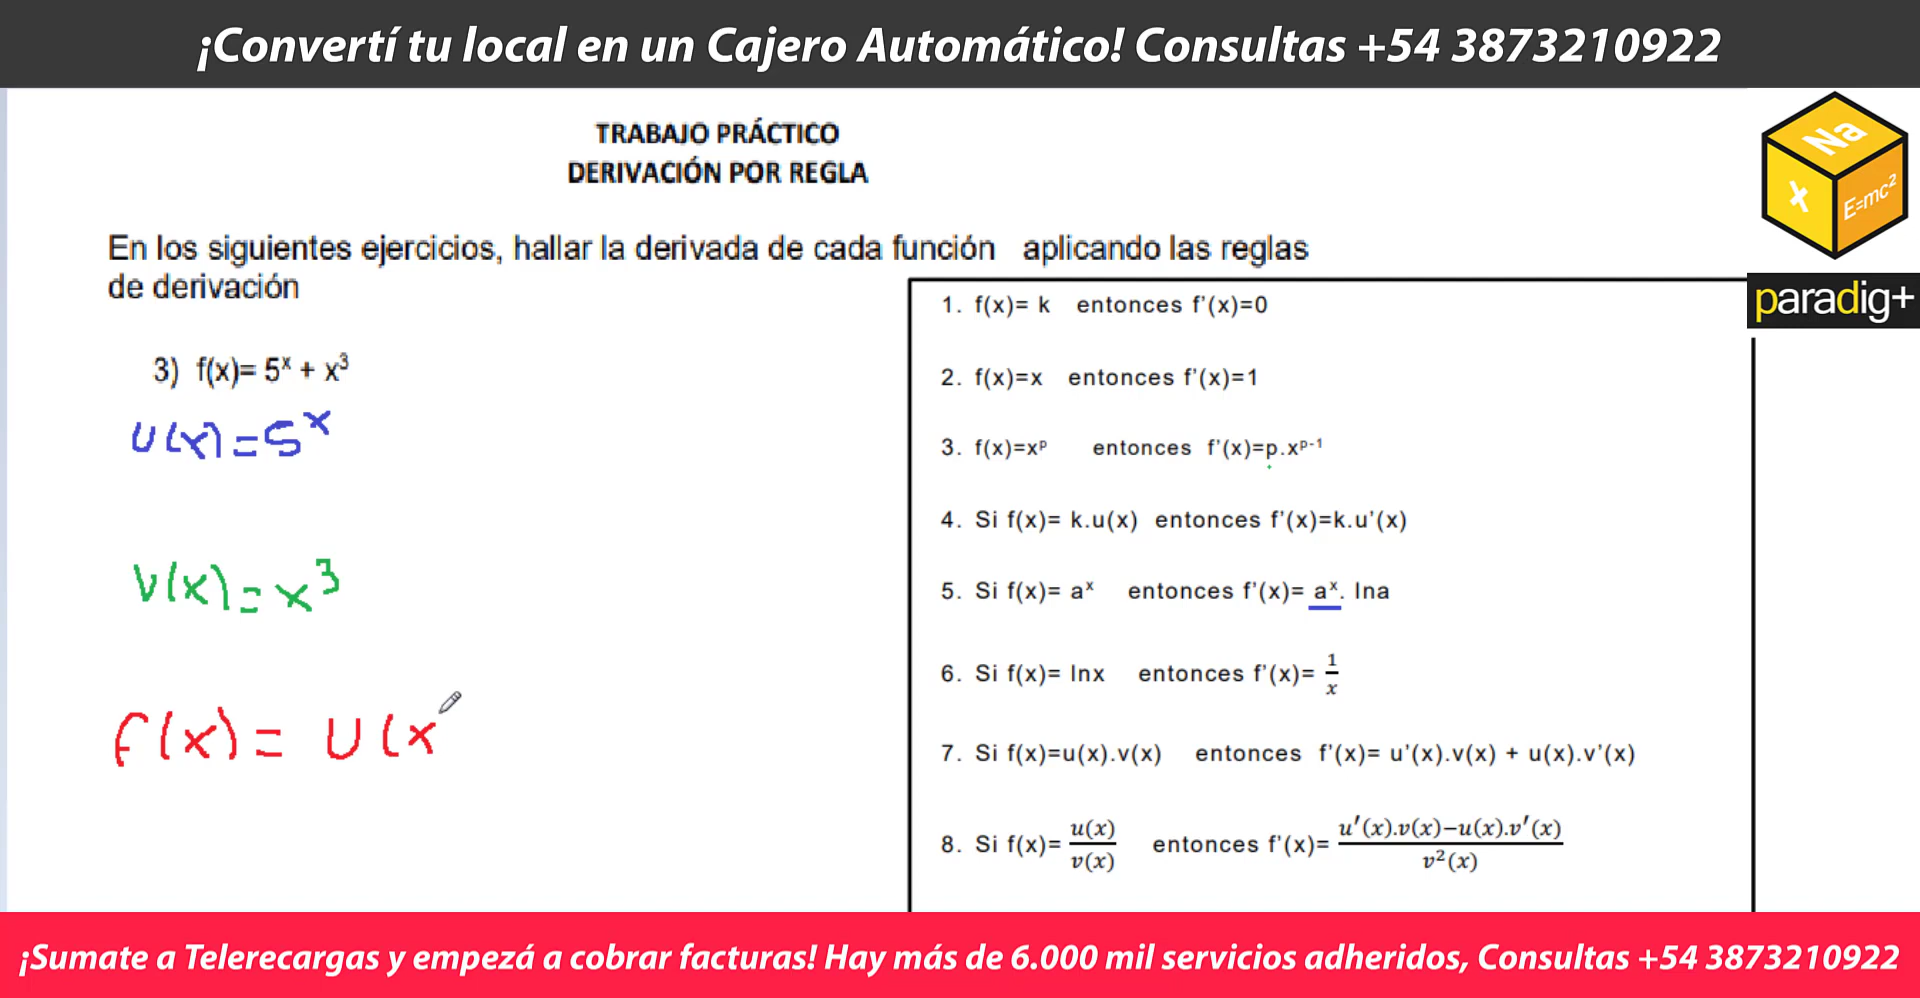 ¡Convertí tu local en un Cajero Automático! Consultas +54 3873210922
TRABAJO PRÁCTICO
DERIVACIÓN POR REGLA
Na
x
E=mc²
paradig+
En los siguientes ejercicios, hallar la derivada de cada función aplicando las reglas
de derivación
3) f(x)= 5ˣ + x³
U(x)=5ˣ
V(x)=x³
f(x)= U(x
1. f(x)= k entonces f'(x)=0
2. f(x)=x entonces f'(x)=1
3. f(x)=xᵖ entonces f'(x)=p.xᵖ⁻¹
4. Si f(x)= k.u(x) entonces f'(x)=k.u'(x)
5. Si f(x)= aˣ entonces f'(x)= aˣ. lna
6. Si f(x)= lnx entonces f'(x)= 1/x
7. Si f(x)=u(x).v(x) entonces f'(x)= u'(x).v(x) + u(x).v'(x)
8. Si f(x)= u(x)/v(x) entonces f'(x)= u'(x).v(x)−u(x).v'(x)/v²(x)
¡Sumate a Telerecargas y empezá a cobrar facturas! Hay más de 6.000 mil servicios adheridos, Consultas +54 3873210922